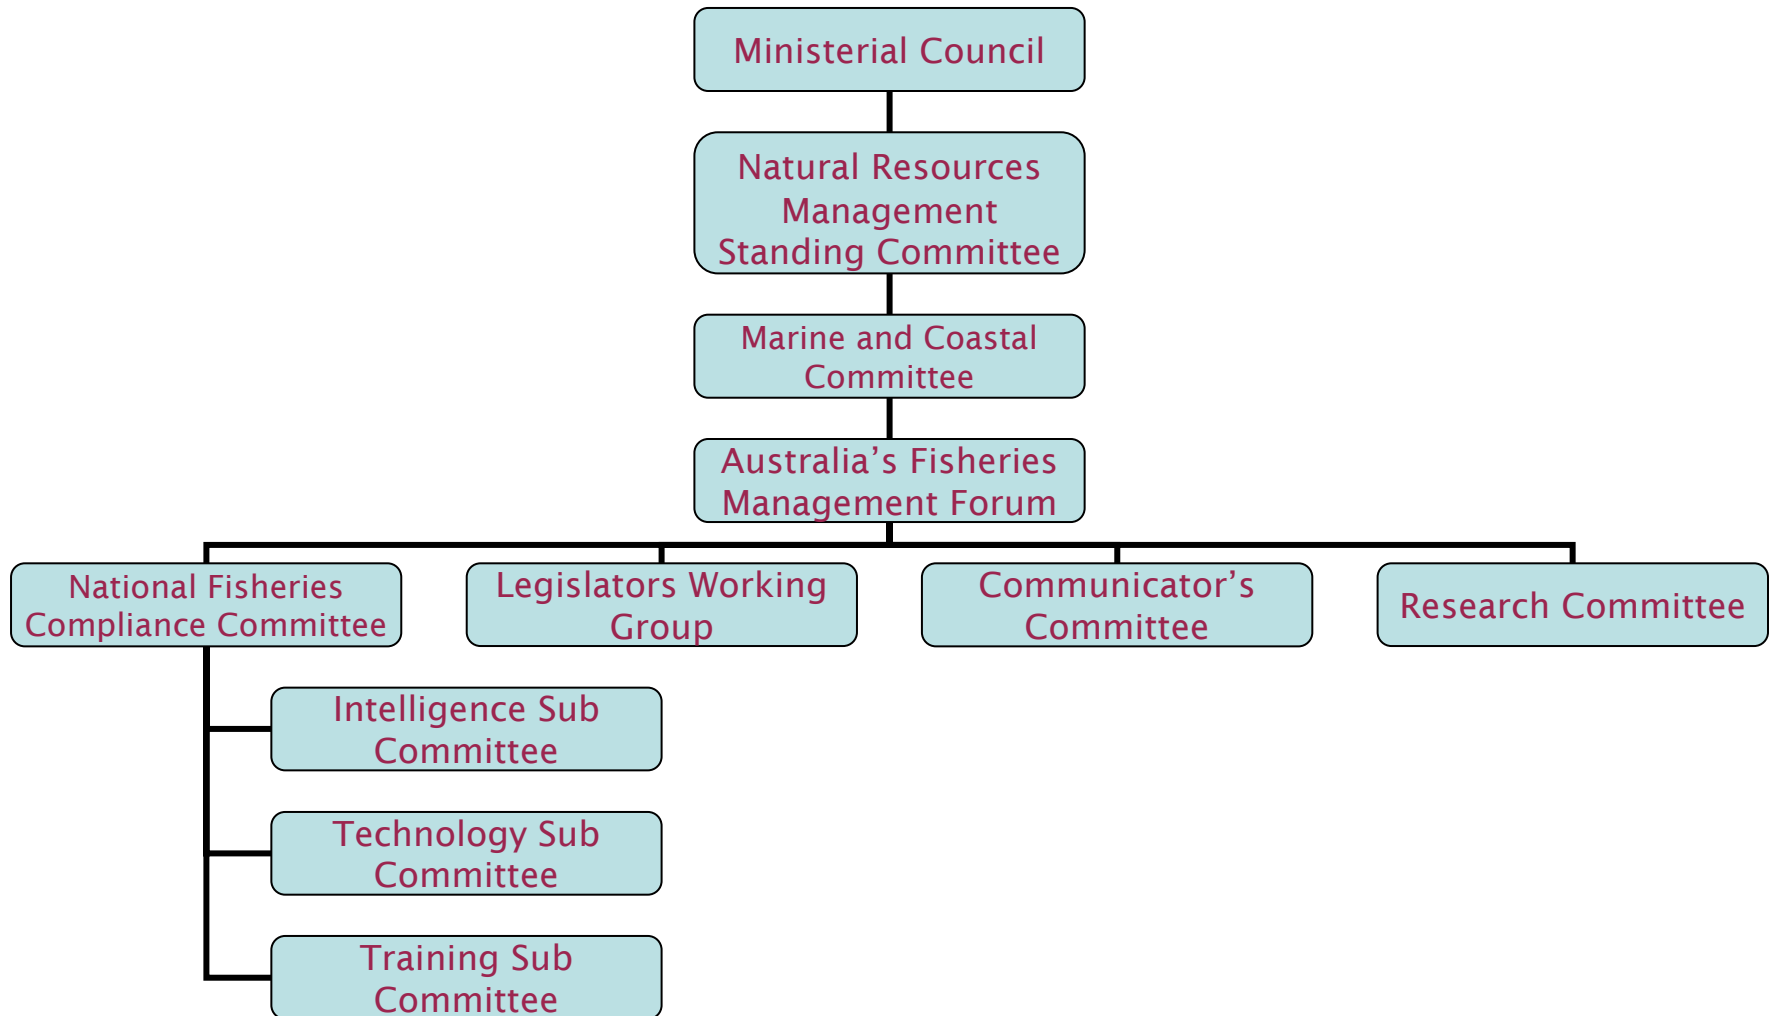 Ministerial Council
Natural Resources
Management
Standing Committee
Marine and Coastal
Committee
Australia’s Fisheries
Management Forum
National Fisheries
Compliance Committee
Legislators Working
Group
Communicator’s
Committee
Research Committee
Intelligence Sub
Committee
Technology Sub
Committee
Training Sub
Committee